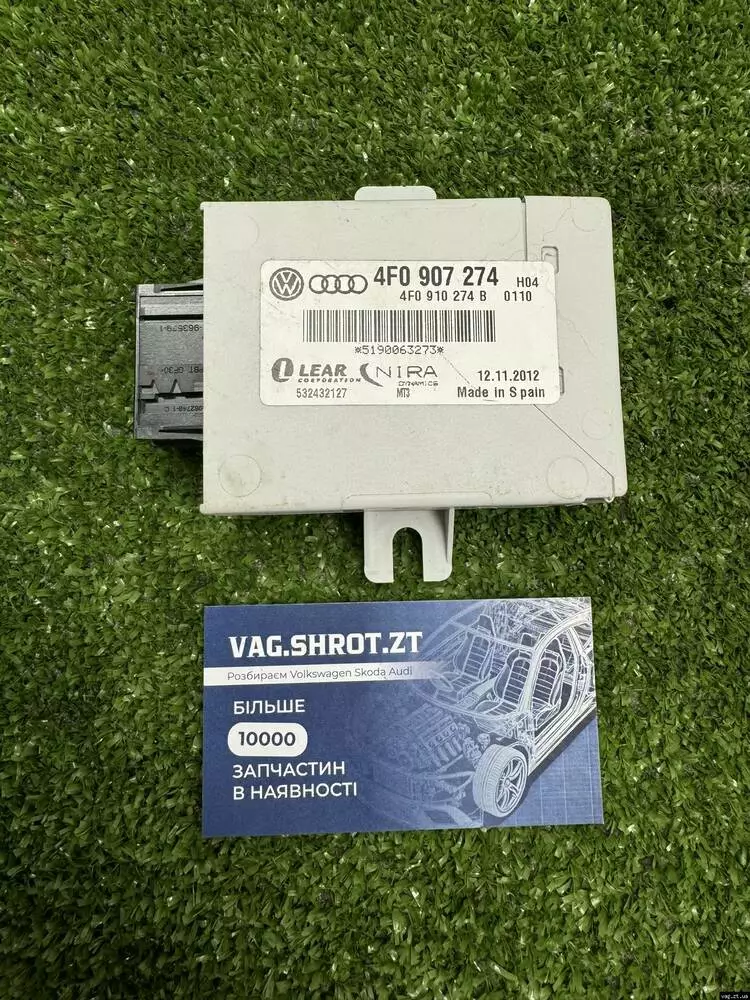 4F0 907 274 H04
4F0 910 274 B 0110
*5190063273*
LEAR
CORPORATION
NIRA
DYNAMICS
12.11.2012
532432127
MT3
Made in Spain
VAG.SHROT.ZT
Розбираєм Volkswagen Skoda Audi
БІЛЬШЕ
10000
ЗАПЧАСТИН
В НАЯВНОСТІ
vag.zt.ua